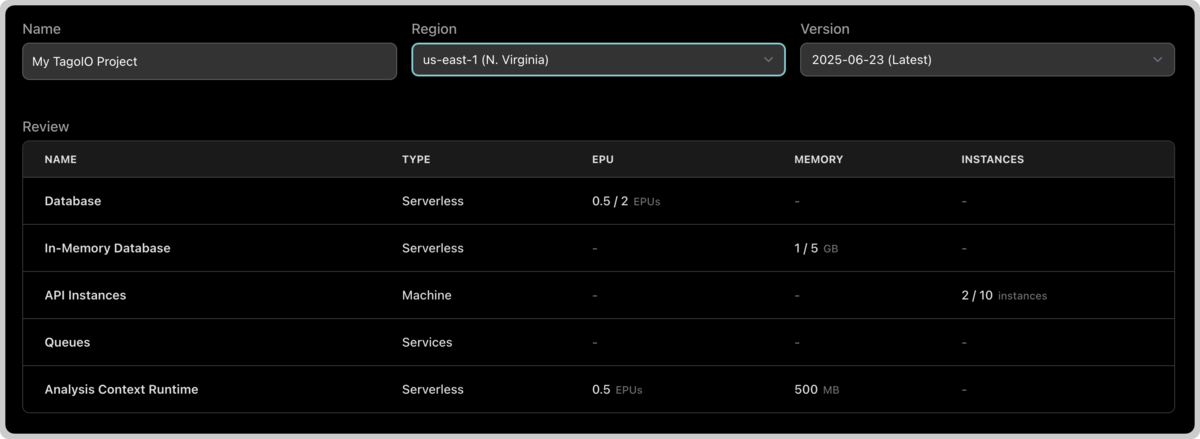 Name Region Version
My TagoIO Project us-east-1 (N. Virginia) 2025-06-23 (Latest)
Review
NAME TYPE EPU MEMORY INSTANCES
Database Serverless 0.5 / 2 EPUs - -
In-Memory Database Serverless - 1 / 5 GB -
API Instances Machine - - 2 / 10 instances
Queues Services - - -
Analysis Context Runtime Serverless 0.5 EPUs 500 MB -